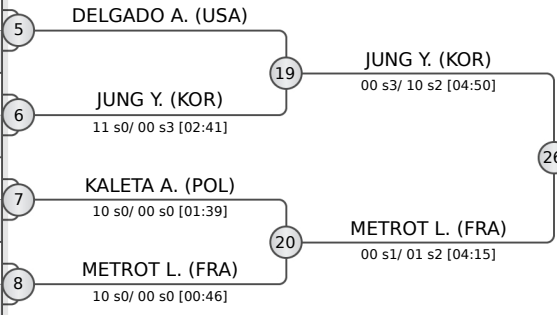 5
DELGADO A. (USA)
19
JUNG Y. (KOR)
00 s3/ 10 s2 [04:50]
6
JUNG Y. (KOR)
11 s0/ 00 s3 [02:41]
26
7
KALETA A. (POL)
10 s0/ 00 s0 [01:39]
20
METROT L. (FRA)
00 s1/ 01 s2 [04:15]
8
METROT L. (FRA)
10 s0/ 00 s0 [00:46]